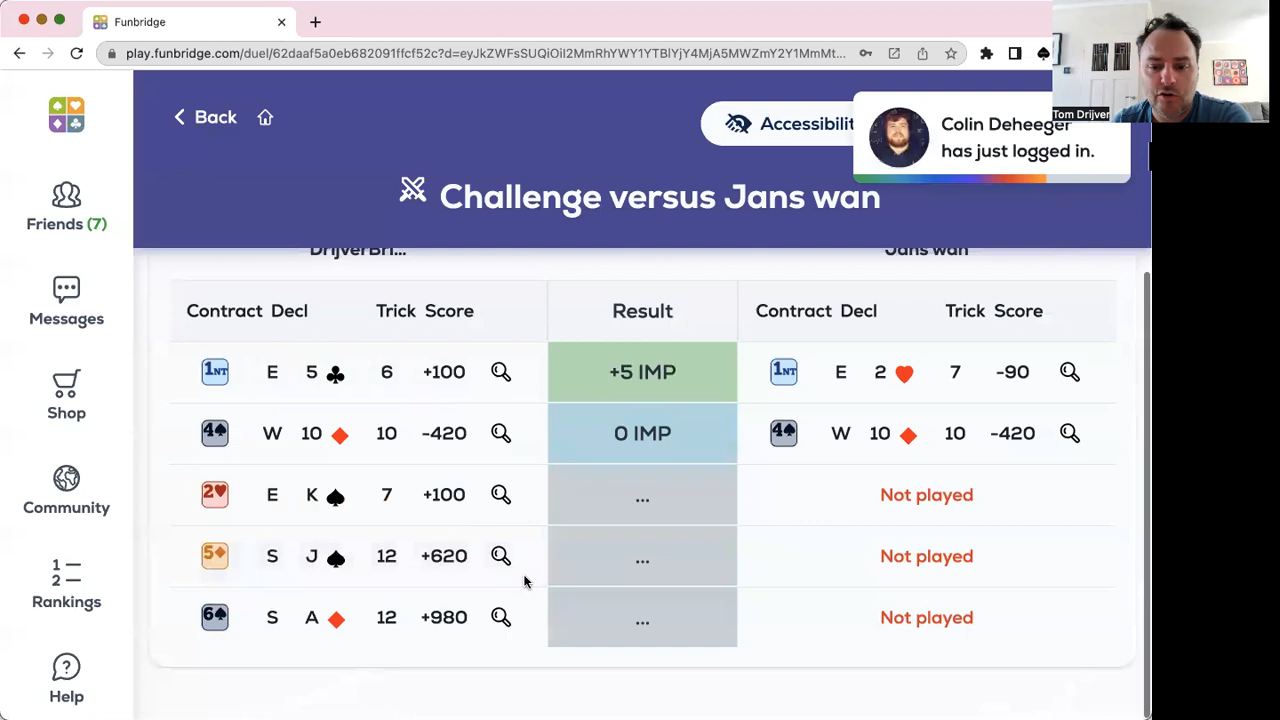 Funbridge
play.funbridge.com/duel/62daaf5a0eb682091ffcf52c?d=eyJkZWFsSUQiOiI2MmRhYWY1YTBlYjY4MjA5MWZmY2Y1MmMt...
Tom Drijver
Back
Accessibilit
Colin Deheeger
has just logged in.
Friends (7)
Messages
Shop
Community
Rankings
Help
Challenge versus Jans wan
DrijverBri...
Jans wan
Contract Decl Trick Score Result Contract Decl Trick Score
1NT E 5 ♣ 6 +100 +5 IMP 1NT E 2 ♥ 7 -90
4♠ W 10 ♦ 10 -420 0 IMP 4♠ W 10 ♦ 10 -420
2♥ E K ♠ 7 +100 ... Not played
5♦ S J ♠ 12 +620 ... Not played
6♠ S A ♦ 12 +980 ... Not played